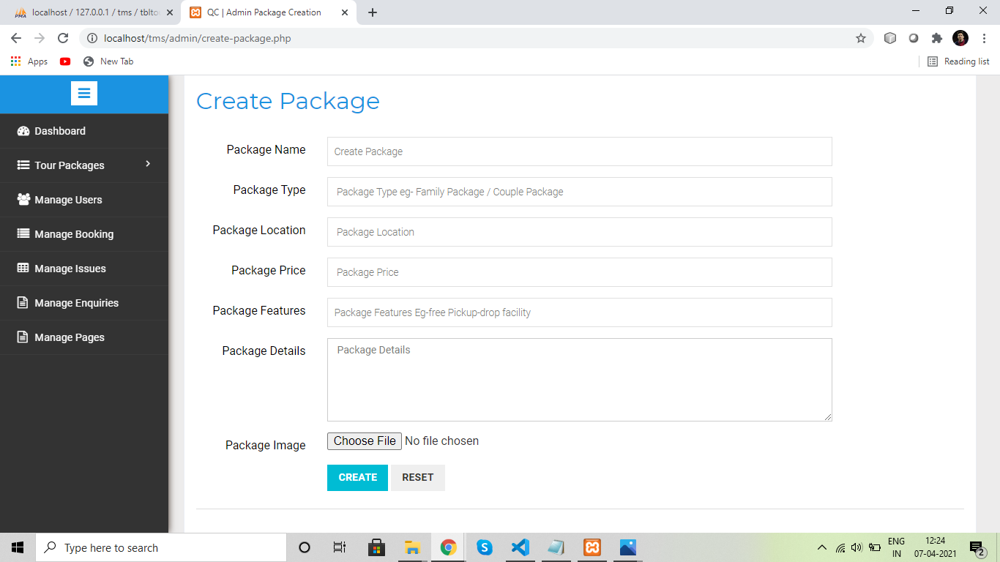 localhost / 127.0.0.1 / tms / tblto
QC | Admin Package Creation
localhost/tms/admin/create-package.php
Apps
New Tab
Reading list
Create Package
Dashboard
Tour Packages
Manage Users
Manage Booking
Manage Issues
Manage Enquiries
Manage Pages
Package Name
Create Package
Package Type
Package Type eg- Family Package / Couple Package
Package Location
Package Location
Package Price
Package Price
Package Features
Package Features Eg-free Pickup-drop facility
Package Details
Package Details
Package Image
Choose File No file chosen
CREATE RESET
Type here to search
ENG
IN
12:24
07-04-2021
2